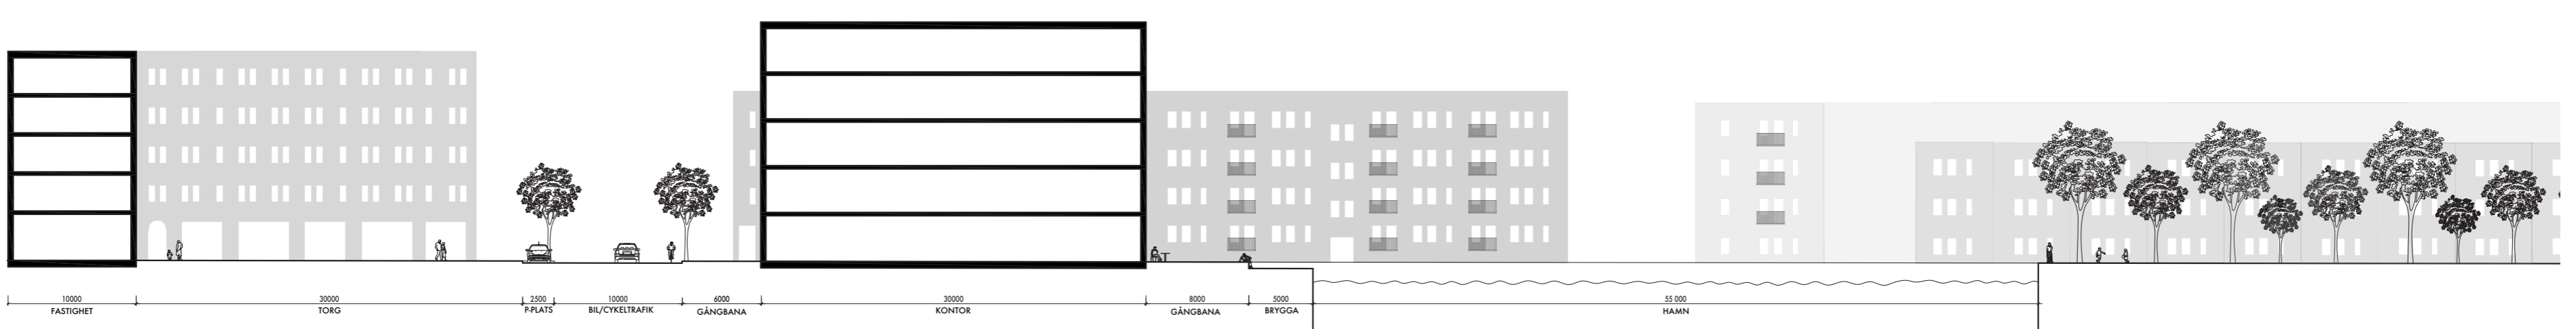 10000
30000
2500
10000
6000
30000
8000
5000
55 000
FASTIGHET
TORG
P-PLATS
BIL/CYKELTRAFIK
GÅNGBANA
KONTOR
GÅNGBANA
BRYGGA
HAMN